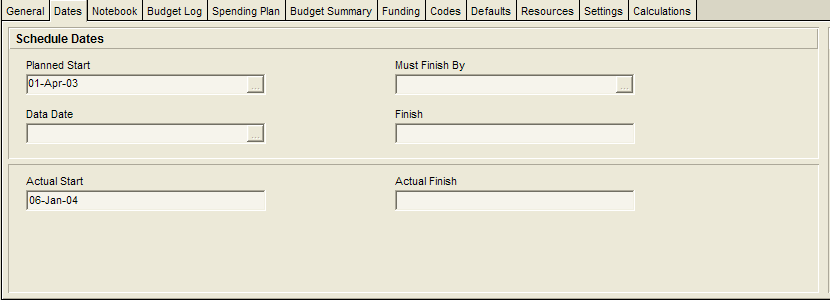 General Dates Notebook Budget Log Spending Plan Budget Summary Funding Codes Defaults Resources Settings Calculations
Schedule Dates
Planned Start Must Finish By
01-Apr-03 ... ...
Data Date Finish
...
Actual Start Actual Finish
06-Jan-04